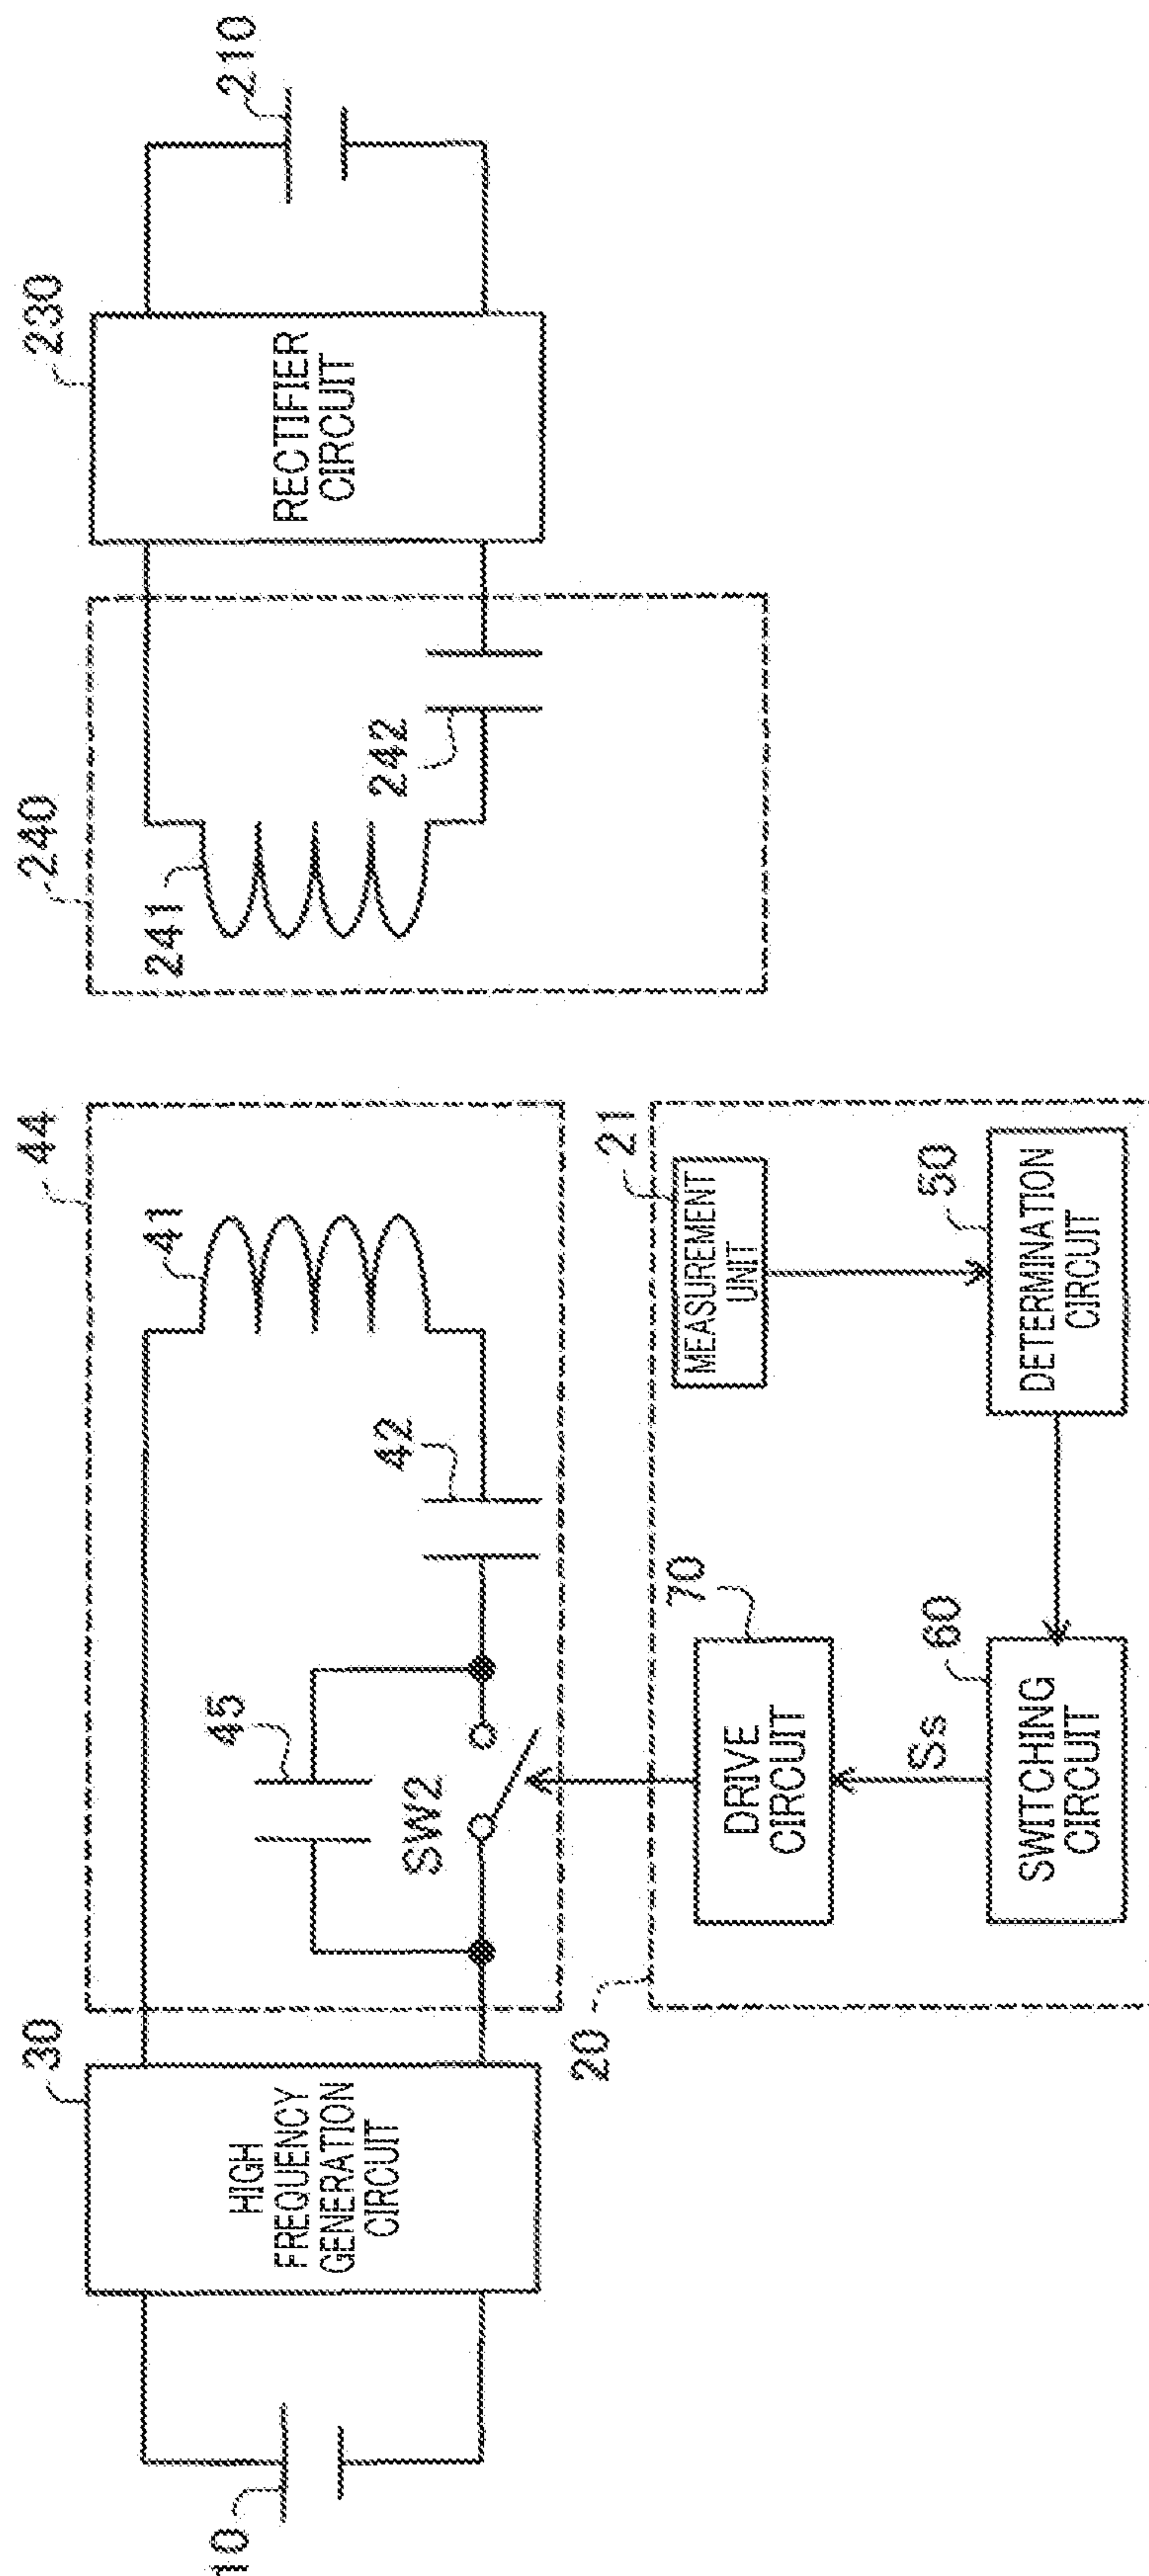 10
30
HIGH
FREQUENCY
GENERATION
CIRCUIT
44
41
42
45
SW2
240
241
242
230
RECTIFIER
CIRCUIT
210
20
21
MEASUREMENT
UNIT
50
DETERMINATION
CIRCUIT
60
SWITCHING
CIRCUIT
Ss
70
DRIVE
CIRCUIT